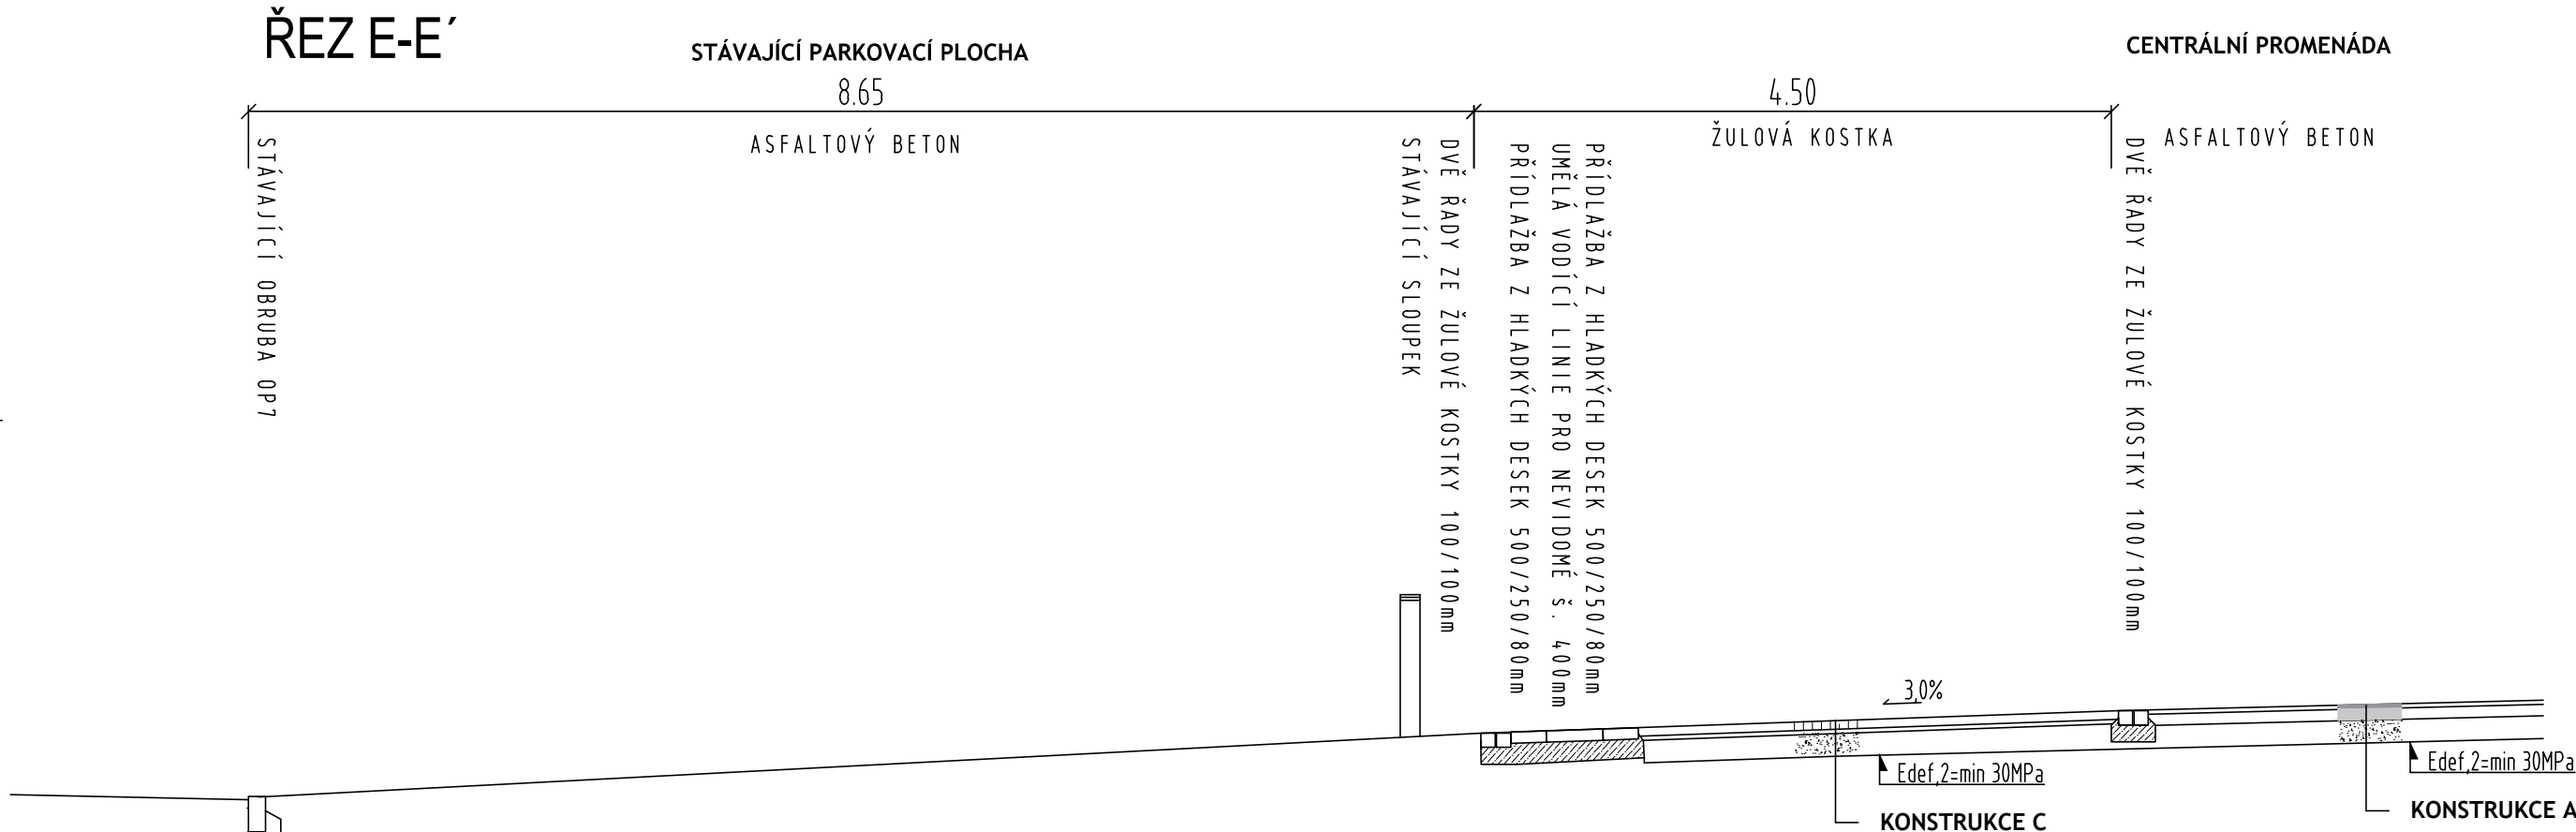 ŘEZ E-E´
STÁVAJÍCÍ PARKOVACÍ PLOCHA
CENTRÁLNÍ PROMENÁDA
8.65
4.50
ASFALTOVÝ BETON
ŽULOVÁ KOSTKA
ASFALTOVÝ BETON
STÁVAJÍCÍ OBRUBA OP7
STÁVAJÍCÍ SLOUPEK
DVĚ ŘADY ZE ŽULOVÉ KOSTKY 100/100mm
PŘÍDLAŽBA Z HLADKÝCH DESEK 500/250/80mm
UMĚLÁ VODÍCÍ LINIE PRO NEVIDOMÉ Š. 400mm
PŘÍDLAŽBA Z HLADKÝCH DESEK 500/250/80mm
DVĚ ŘADY ZE ŽULOVÉ KOSTKY 100/100mm
3,0%
Edef,2=min 30MPa
Edef,2=min 30MPa
KONSTRUKCE C
KONSTRUKCE A